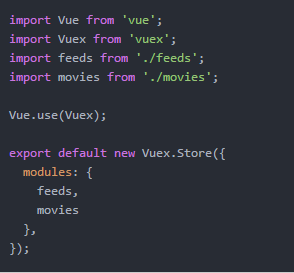 import Vue from 'vue';
import Vuex from 'vuex';
import feeds from './feeds';
import movies from './movies';

Vue.use(Vuex);

export default new Vuex.Store({
  modules: {
    feeds,
    movies
  },
});